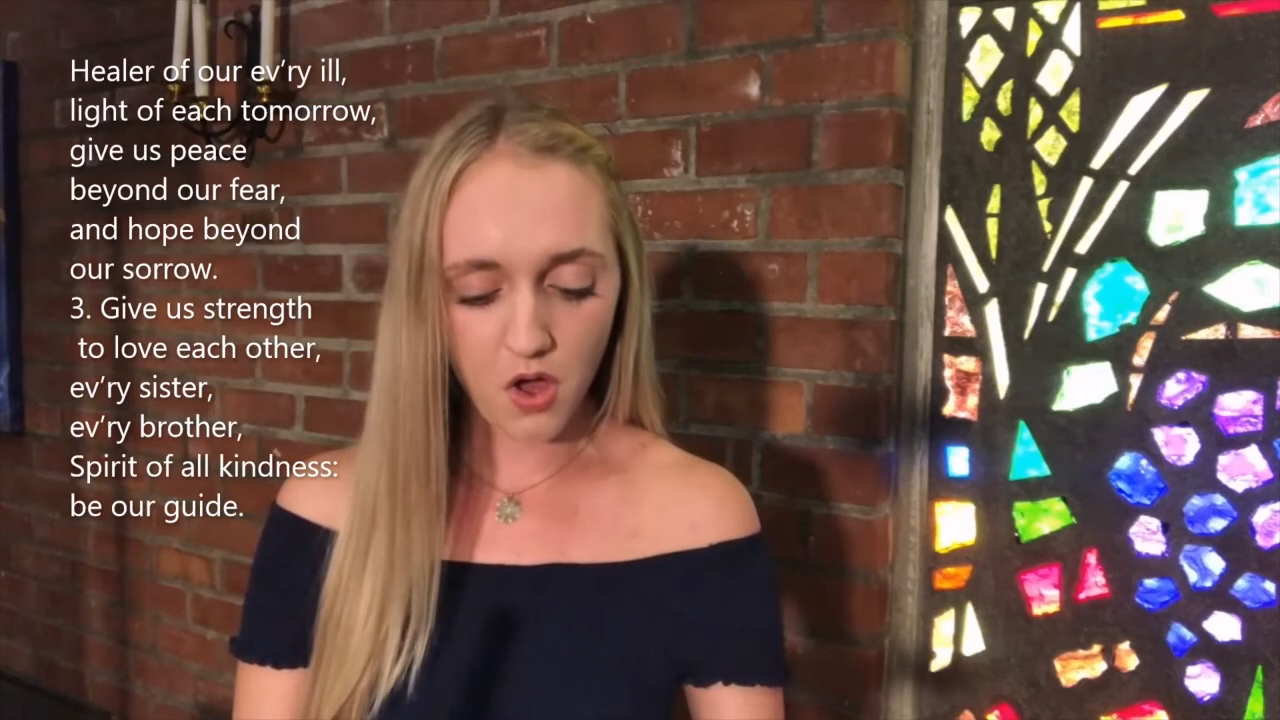 Healer of our ev’ry ill,
light of each tomorrow,
give us peace
beyond our fear,
and hope beyond
our sorrow.
3. Give us strength
to love each other,
ev’ry sister,
ev’ry brother,
Spirit of all kindness:
be our guide.